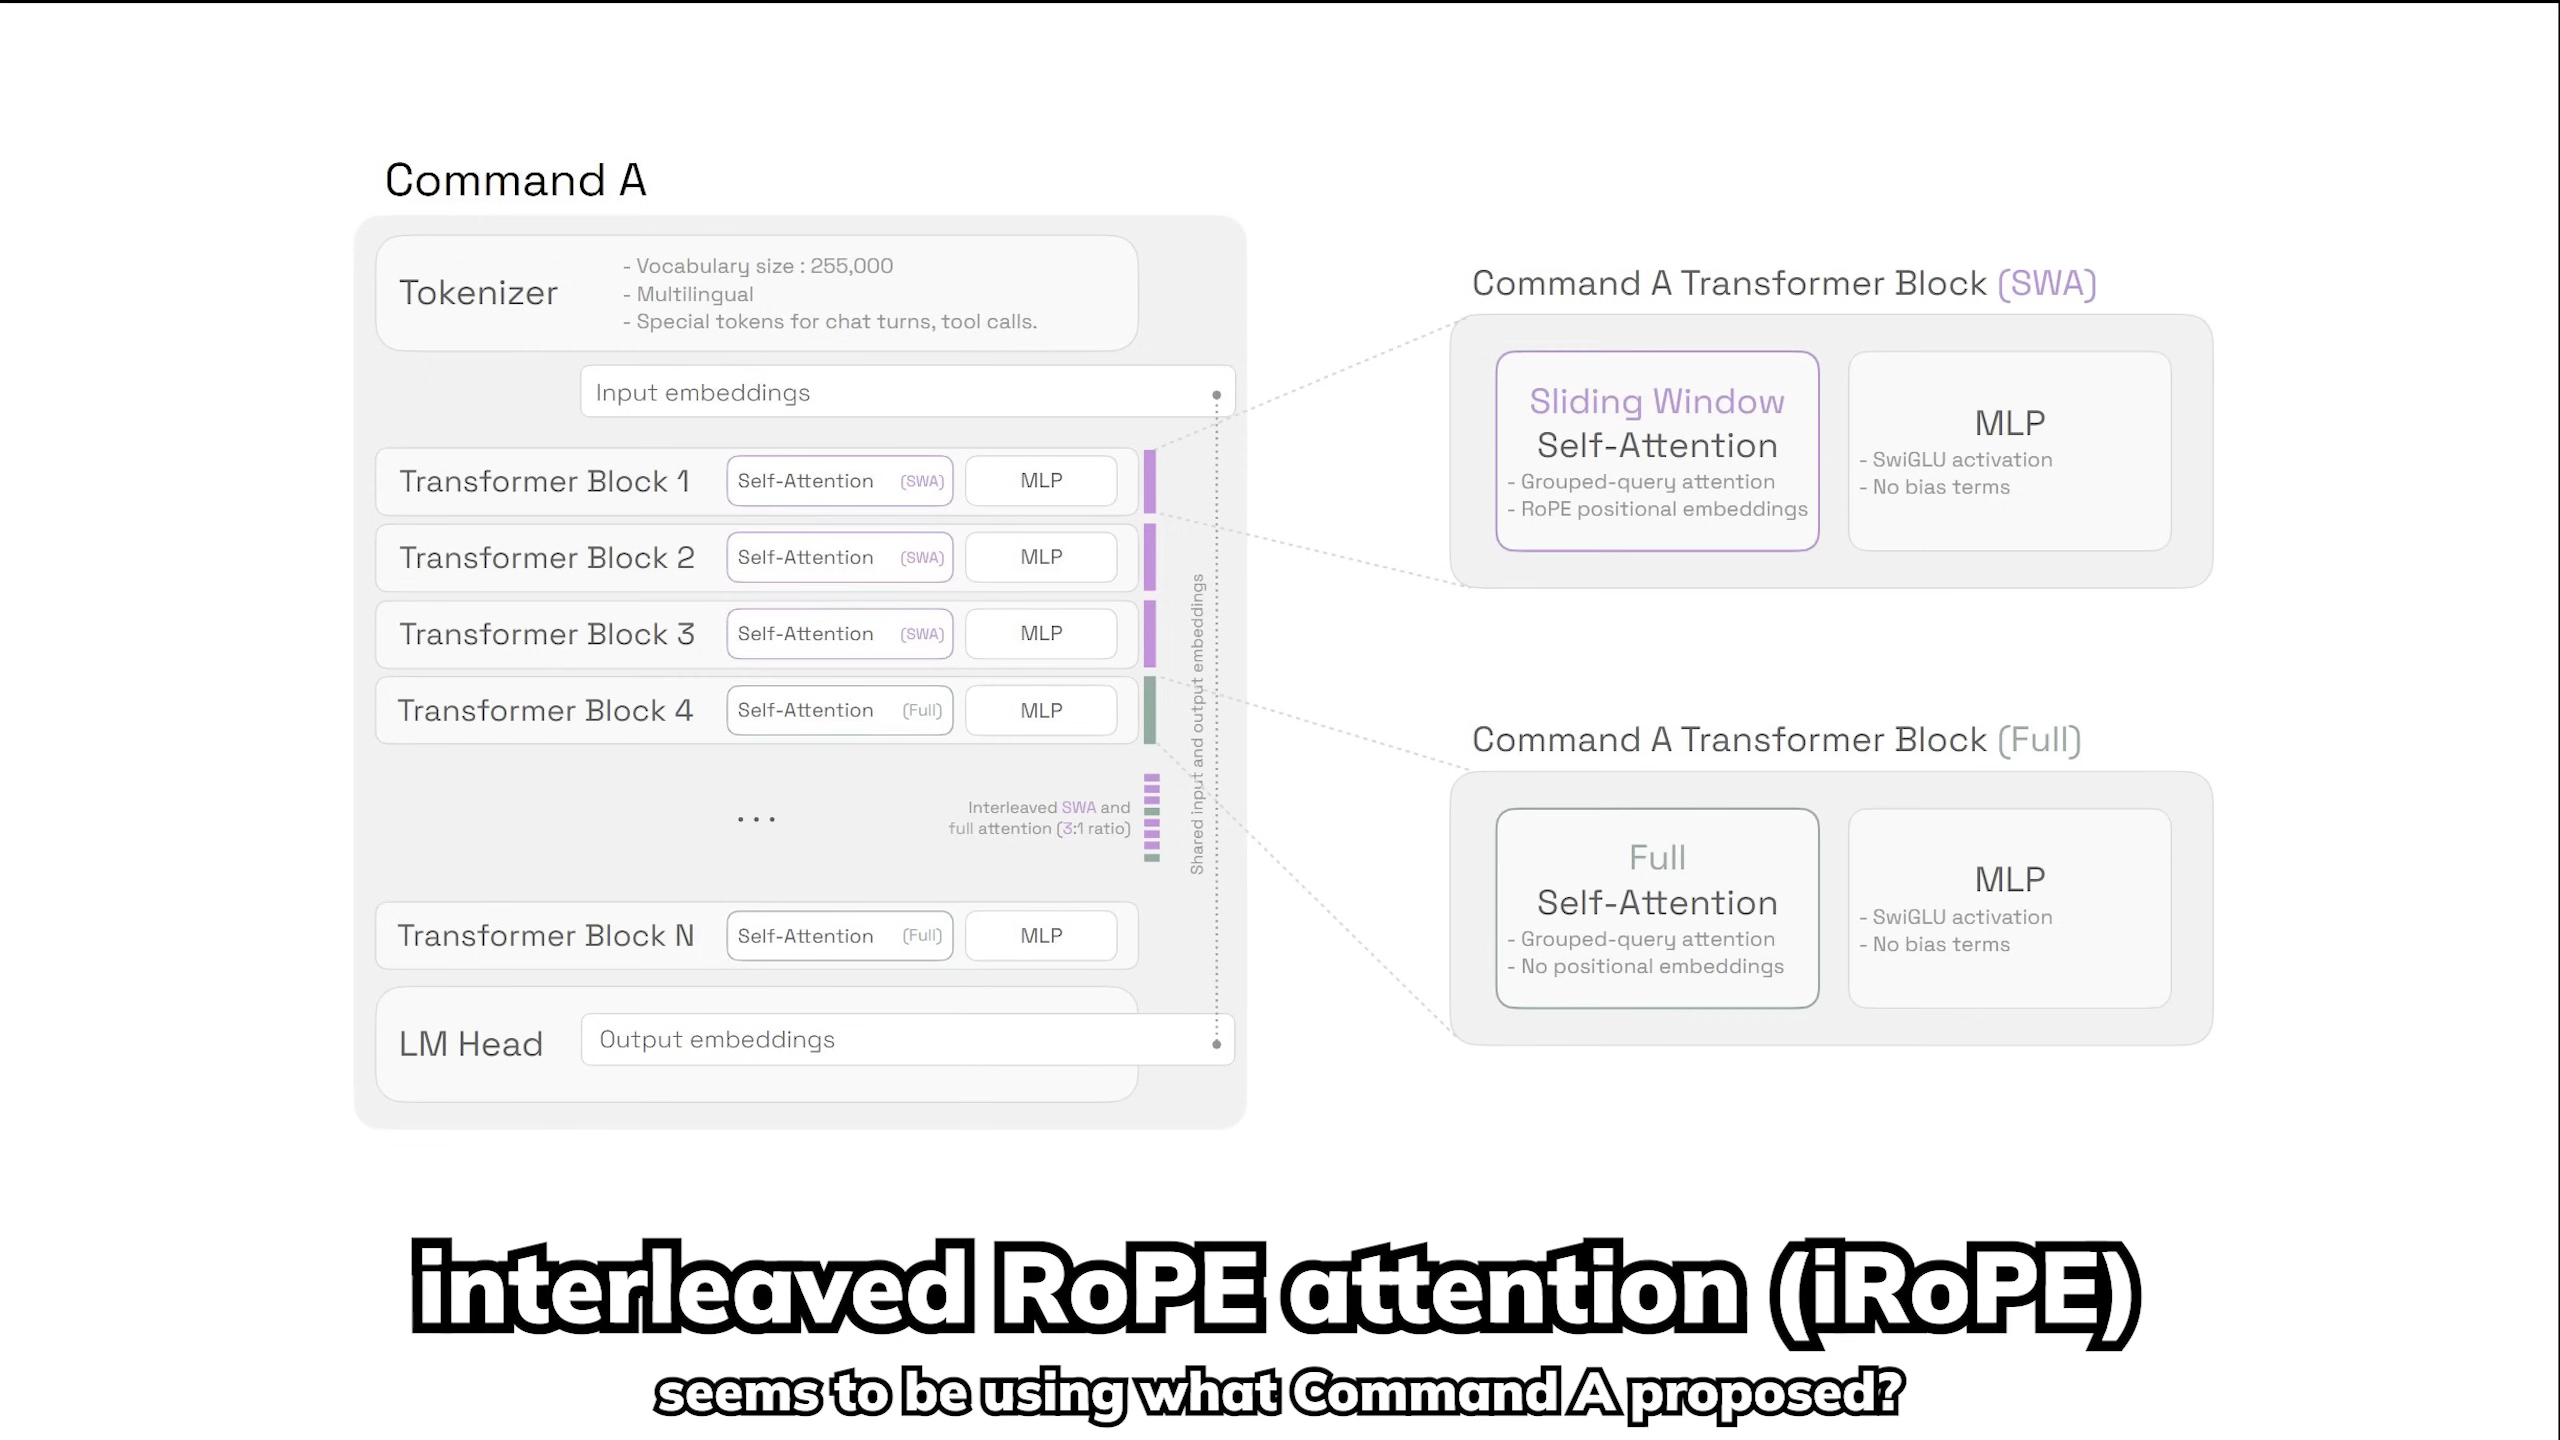 Command A
Tokenizer
- Vocabulary size : 255,000
- Multilingual
- Special tokens for chat turns, tool calls.
Input embeddings
Transformer Block 1 Self-Attention (SWA) MLP
Transformer Block 2 Self-Attention (SWA) MLP
Transformer Block 3 Self-Attention (SWA) MLP
Transformer Block 4 Self-Attention (Full) MLP
...
Interleaved SWA and
full attention (3:1 ratio)
Shared input and output embeddings
Transformer Block N Self-Attention (Full) MLP
LM Head
Output embeddings
Command A Transformer Block (SWA)
Sliding Window
Self-Attention
- Grouped-query attention
- RoPE positional embeddings
MLP
- SwiGLU activation
- No bias terms
Command A Transformer Block (Full)
Full
Self-Attention
- Grouped-query attention
- No positional embeddings
MLP
- SwiGLU activation
- No bias terms
interleaved RoPE attention (iRoPE)
seems to be using what Command A proposed?